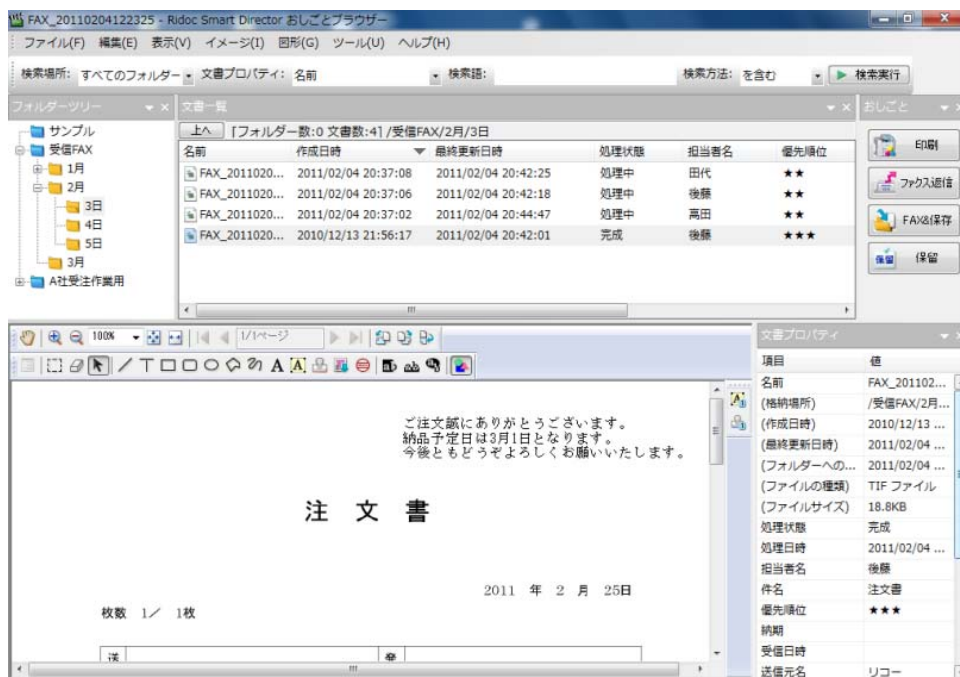 FAX_20110204122325 - Ridoc Smart Director おしごとブラウザー
ファイル(F) 編集(E) 表示(V) イメージ(I) 図形(G) ツール(U) ヘルプ(H)
検索場所: すべてのフォルダー 文書プロパティ: 名前 検索語: 検索方法: を含む 検索実行
フォルダーツリー 文書一覧 おしごと
サンプル
受信FAX
1月
2月
3日
4日
5日
3月
A社受注作業用
上へ [フォルダー数:0 文書数:4] /受信FAX/2月/3日
名前 作成日時 最終更新日時 処理状態 担当者名 優先順位
FAX_2011020... 2011/02/04 20:37:08 2011/02/04 20:42:25 処理中 田代 ★★
FAX_2011020... 2011/02/04 20:37:06 2011/02/04 20:42:18 処理中 後藤 ★★
FAX_2011020... 2011/02/04 20:37:02 2011/02/04 20:44:47 処理中 高田 ★★
FAX_2011020... 2010/12/13 21:56:17 2011/02/04 20:42:01 完成 後藤 ★★★
印刷
ファクス返信
FAX&保存
保留 保留
100% 1/1ページ
ご注文誠にありがとうございます。
納品予定日は3月1日となります。
今後ともどうぞよろしくお願いいたします。
注 文 書
2011 年 2 月 25日
枚数 1/ 1枚
送 発
文書プロパティ
項目 値
名前 FAX_201102...
(格納場所) /受信FAX/2月...
(作成日時) 2010/12/13 ...
(最終更新日時) 2011/02/04 ...
(フォルダーへの... 2011/02/04 ...
(ファイルの種類) TIF ファイル
(ファイルサイズ) 18.8KB
処理状態 完成
処理日時 2011/02/04 ...
担当者名 後藤
件名 注文書
優先順位 ★★★
納期
受信日時
送信元名 リコー